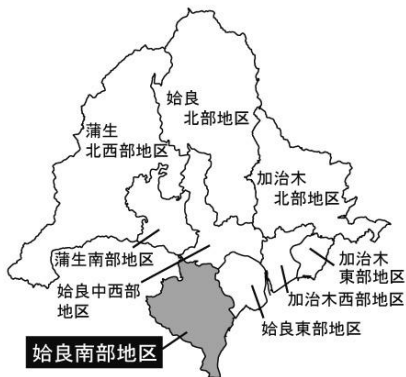 姶良
北部地区
蒲生
北西部地区
加治木
北部地区
蒲生南部地区
加治木
東部地区
姶良中西部
地区
加治木西部地区
姶良東部地区
姶良南部地区